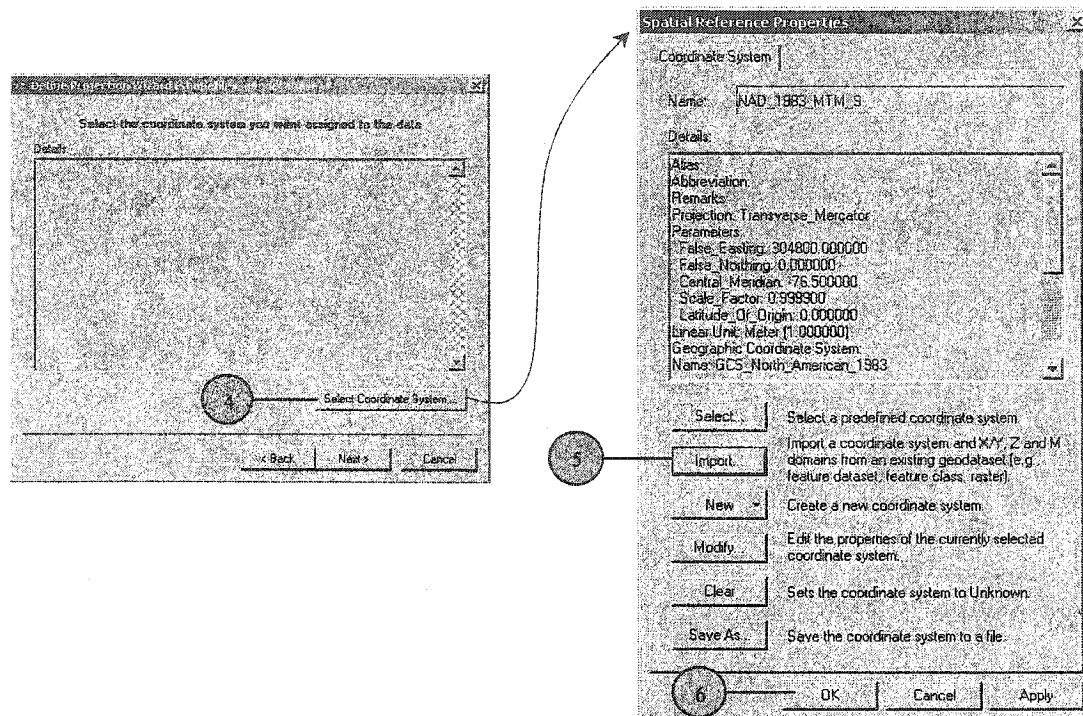 Define Projection Wizard
Select the coordinate system you want assigned to the data
Details:
4
Select Coordinate System...
< Back
Next >
Cancel
Spatial Reference Properties
Coordinate System
Name: NAD_1983_MTM_9
Details:
Alias:
Abbreviation:
Remarks:
Projection: Transverse_Mercator
Parameters:
False_Easting: 304800.000000
False_Northing: 0.000000
Central_Meridian: -76.500000
Scale_Factor: 0.999900
Latitude_Of_Origin: 0.000000
Linear Unit: Meter (1.000000)
Geographic Coordinate System:
Name: GCS_North_American_1983
Select... Select a predefined coordinate system.
5
Import... Import a coordinate system and X/Y, Z and M
domains from an existing geodataset (e.g.,
feature dataset, feature class, raster).
New Create a new coordinate system.
Modify... Edit the properties of the currently selected
coordinate system.
Clear Sets the coordinate system to Unknown.
Save As... Save the coordinate system to a file.
6
OK
Cancel
Apply